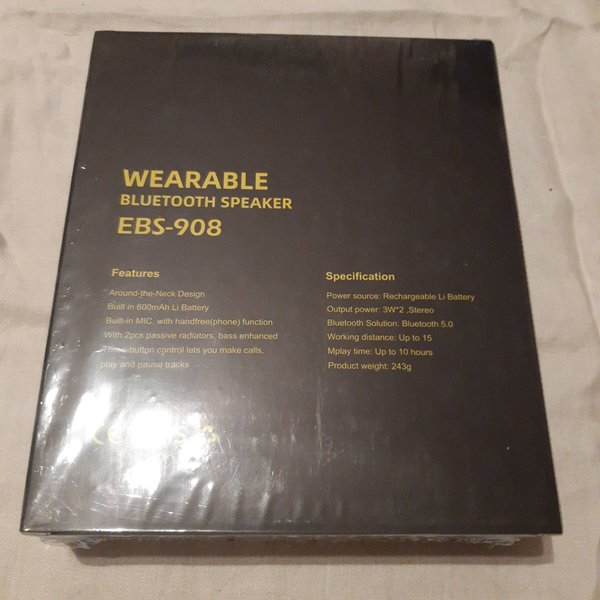 WEARABLE
BLUETOOTH SPEAKER
EBS-908
Features
Around-the-Neck Design
Built in 600mAh Li Battery
Built-in MIC, with handfree(phone) function
With 2pcs passive radiators, bass enhanced
Three-button control lets you make calls,
play and pause tracks
Specification
Power source: Rechargeable Li Battery
Output power: 3W*2 ,Stereo
Bluetooth Solution: Bluetooth 5.0
Working distance: Up to 15
Mplay time: Up to 10 hours
Product weight: 243g